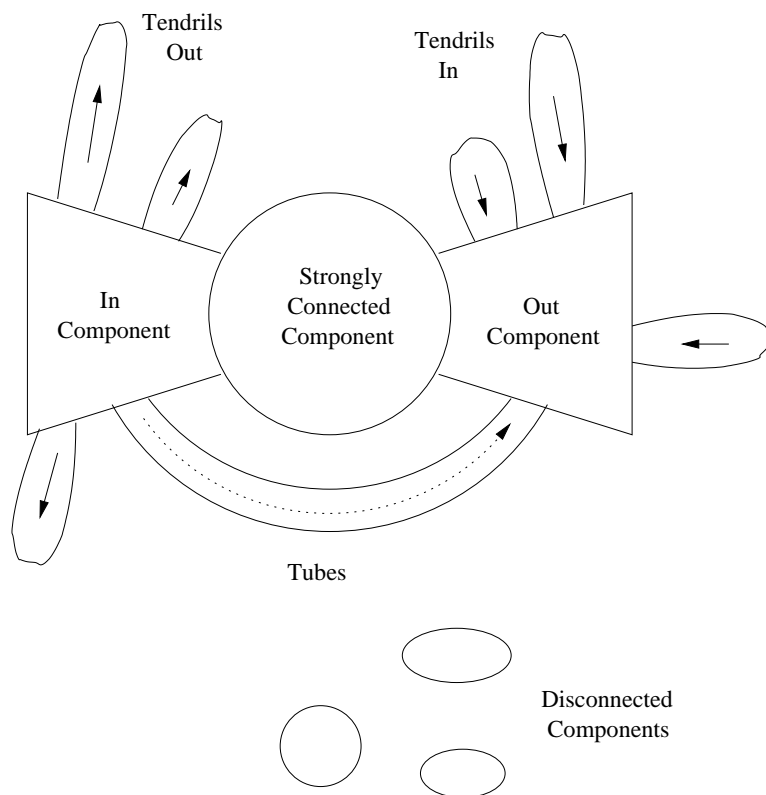 Tendrils
Out
Tendrils
In
In
Component
Strongly
Connected
Component
Out
Component
Tubes
Disconnected
Components